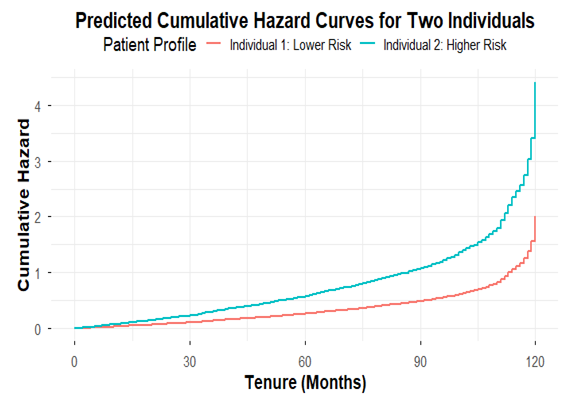 Predicted Cumulative Hazard Curves for Two Individuals
Patient Profile Individual 1: Lower Risk Individual 2: Higher Risk
Cumulative Hazard
4
3
2
1
0
0 30 60 90 120
Tenure (Months)